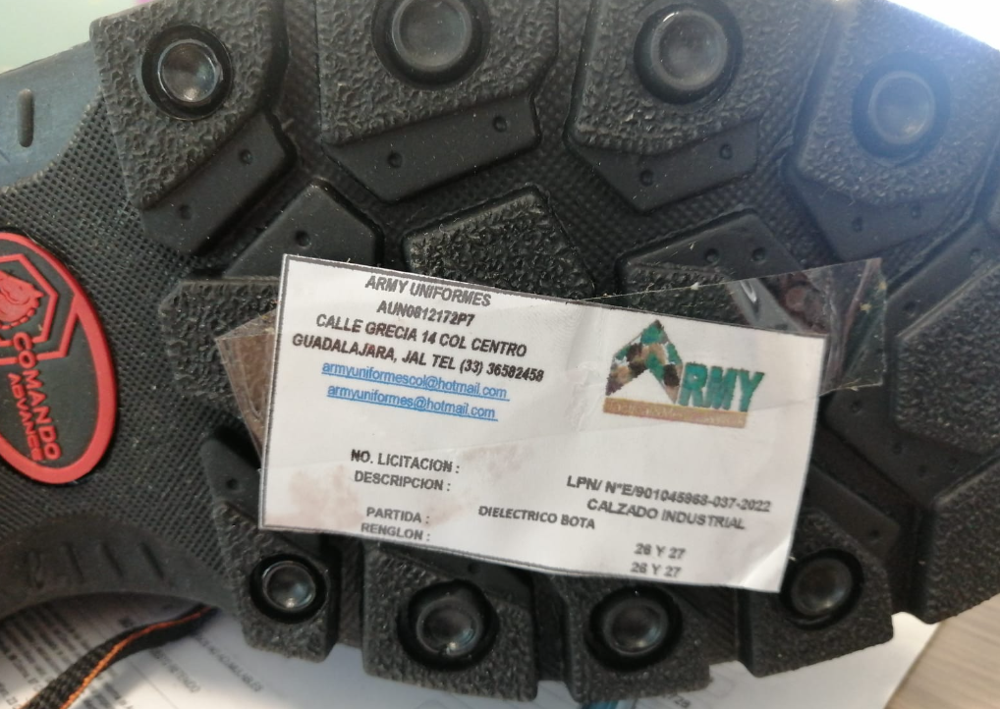 ARMY UNIFORMES
AUN0812172P7
CALLE GRECIA 14 COL CENTRO
GUADALAJARA, JAL TEL (33) 36582458
armyuniformescol@hotmail.com
armyuniformes@hotmail.com
ARMY
NO. LICITACION :
LPN/ N°E/901045968-037-2022
DESCRIPCION :
CALZADO INDUSTRIAL
DIELECTRICO BOTA
PARTIDA :
26 Y 27
RENGLON :
26 Y 27
COMANDO
ADVANCE